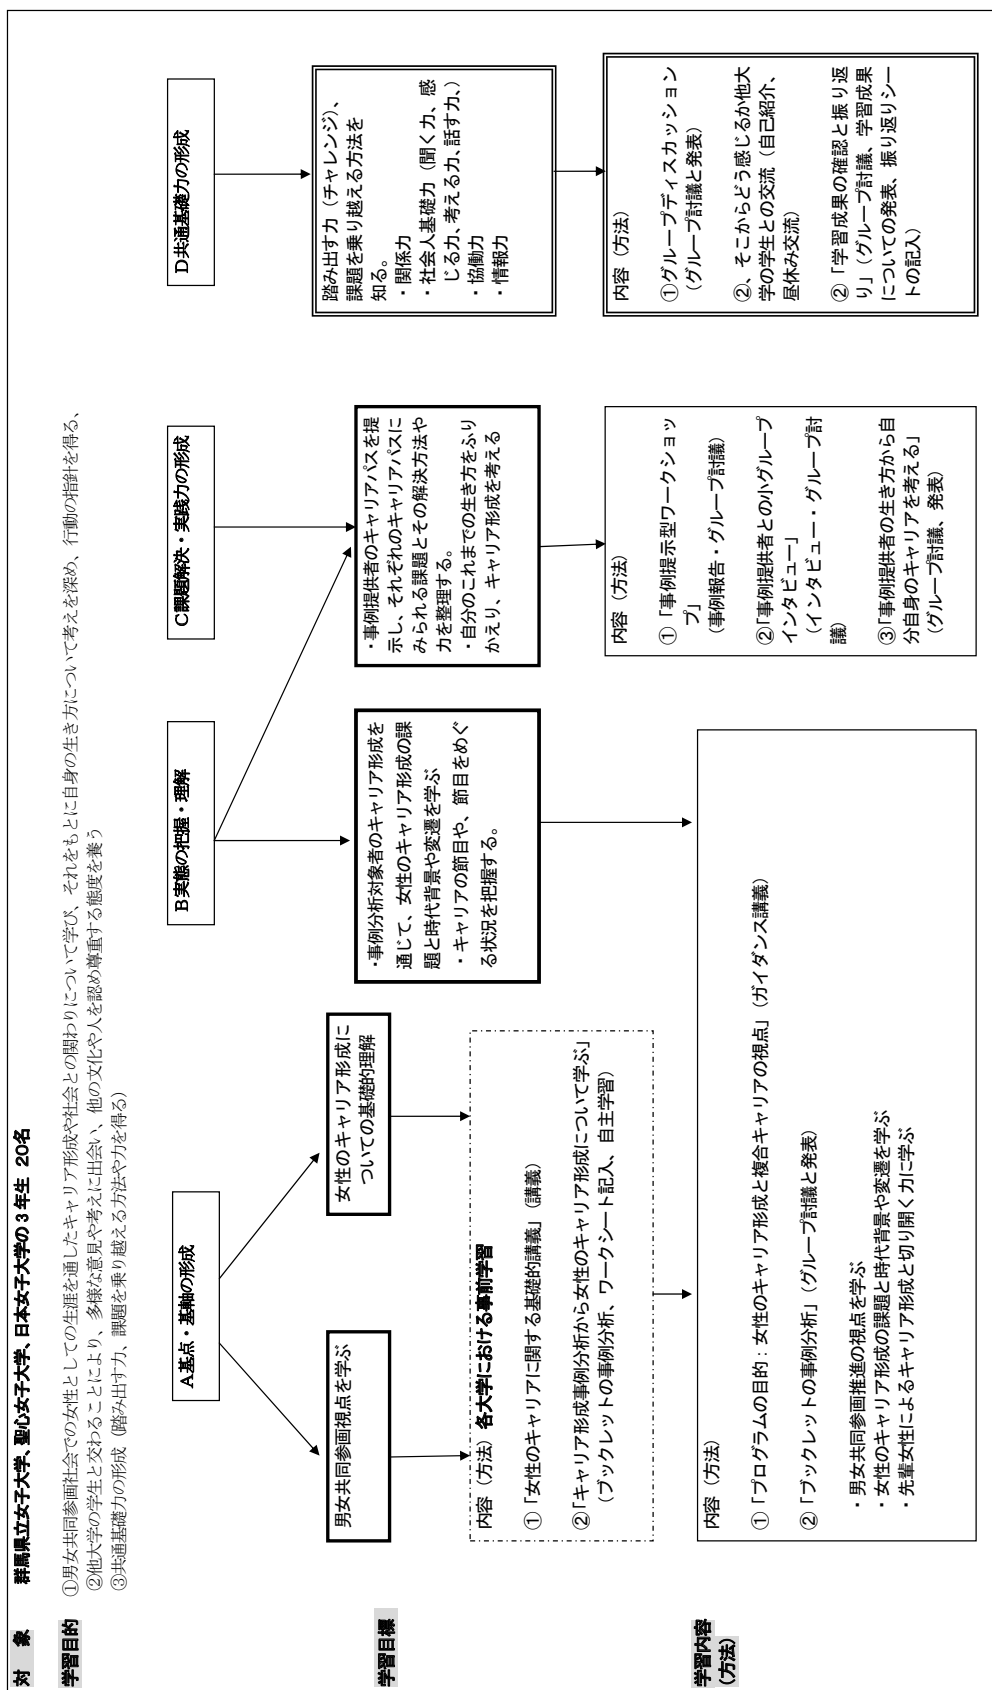 対　象　群馬県立女子大学、聖心女子大学、日本女子大学の3年生 20名
学習目的　①男女共同参画社会での女性としての生涯を通したキャリア形成や社会との関わりについて学び、それをもとに自身の生き方について考えを深め、行動の指針を得る、
②他大学の学生と交わることにより、多様な意見や考えに出会い、他の文化や人を認め尊重する態度を養う
③共通基礎力の形成（踏み出す力、課題を乗り越える方法や力を得る）
A基点・基軸の形成
B実態の把握・理解
C課題解決・実践力の形成
D共通基礎力の形成
学習目標
男女共同参画視点を学ぶ
女性のキャリア形成に
ついての基礎的理解
・事例分析対象者のキャリア形成を
通じて、女性のキャリア形成の課
題と時代背景や変遷を学ぶ
・キャリアの節目や、節目をめぐ
る状況を把握する。
・事例提供者のキャリアパスを提
示し、それぞれのキャリアパスに
みられる課題とその解決方法や
力を整理する。
・自分のこれまでの生き方をふり
かえり、キャリア形成を考える
踏み出す力（チャレンジ）、
課題を乗り越える方法を
知る。
・関係力
・社会人基礎力（聞く力、感
じる力、考える力、話す力、）
・協働力
・情報力
内容（方法）各大学における事前学習
①「女性のキャリアに関する基礎的講義」（講義）
②「キャリア形成事例分析から女性のキャリア形成について学ぶ」
（ブックレットの事例分析、ワークシート記入、自主学習）
学習内容
（方法）
内容（方法）
①「プログラムの目的：女性のキャリア形成と複合キャリアの視点」（ガイダンス講義）
②「ブックレットの事例分析」（グループ討議と発表）
・男女共同参画推進の視点を学ぶ
・女性のキャリア形成の課題と時代背景や変遷を学ぶ
・先輩女性によるキャリア形成と切り開く力に学ぶ
内容（方法）
①「事例提示型ワークショッ
プ」
（事例報告・グループ討議）
②「事例提供者との小グループ
インタビュー」
（インタビュー・グループ討
議）
③「事例提供者の生き方から自
分自身のキャリアを考える」
（グループ討議、発表）
内容（方法）
①グループディスカッション
（グループ討議と発表）
②、そこからどう感じるか他大
学の学生との交流（自己紹介、
昼休み交流）
②「学習成果の確認と振り返
り」（グループ討議、学習成果
についての発表、振り返りシー
トの記入）